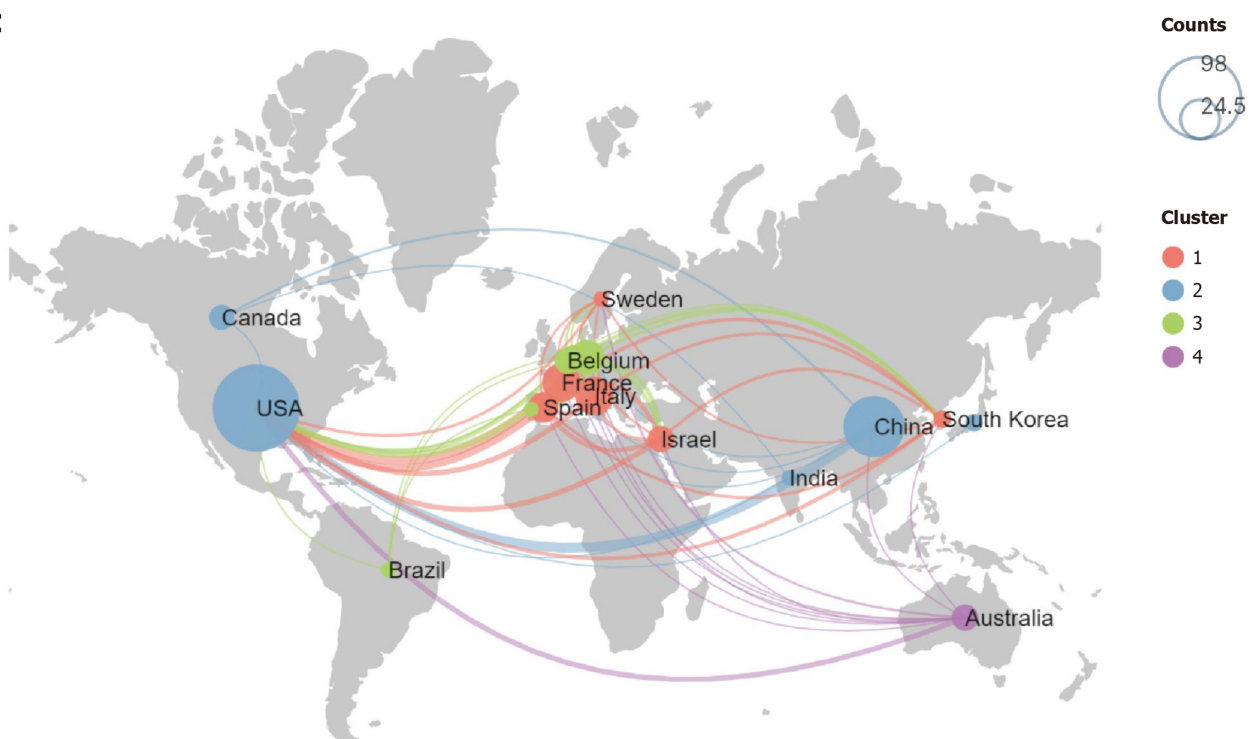 Counts
98
24.5
Cluster
1
2
3
4
Sweden
Canada
Belgium
France
Italy
USA
Spain
China
South Korea
Israel
India
Brazil
Australia